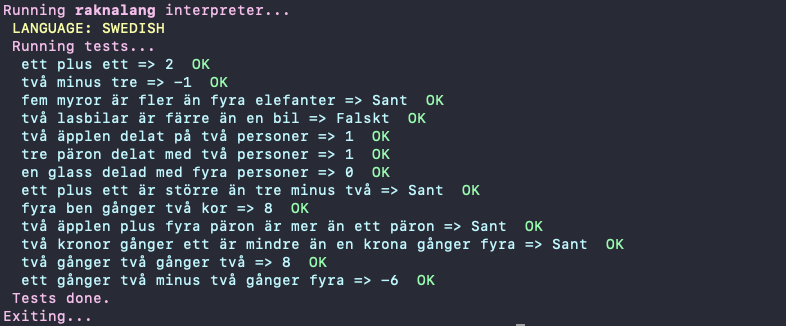 Running raknalang interpreter...
LANGUAGE: SWEDISH
Running tests...
ett plus ett => 2 OK
två minus tre => -1 OK
fem myror är fler än fyra elefanter => Sant OK
två lasbilar är färre än en bil => Falskt OK
två äpplen delat på två personer => 1 OK
tre päron delat med två personer => 1 OK
en glass delad med fyra personer => 0 OK
ett plus ett är större än tre minus två => Sant OK
fyra ben gånger två kor => 8 OK
två äpplen plus fyra päron är mer än ett päron => Sant OK
två kronor gånger ett är mindre än en krona gånger fyra => Sant OK
två gånger två gånger två => 8 OK
ett gånger två minus två gånger fyra => -6 OK
Tests done.
Exiting...